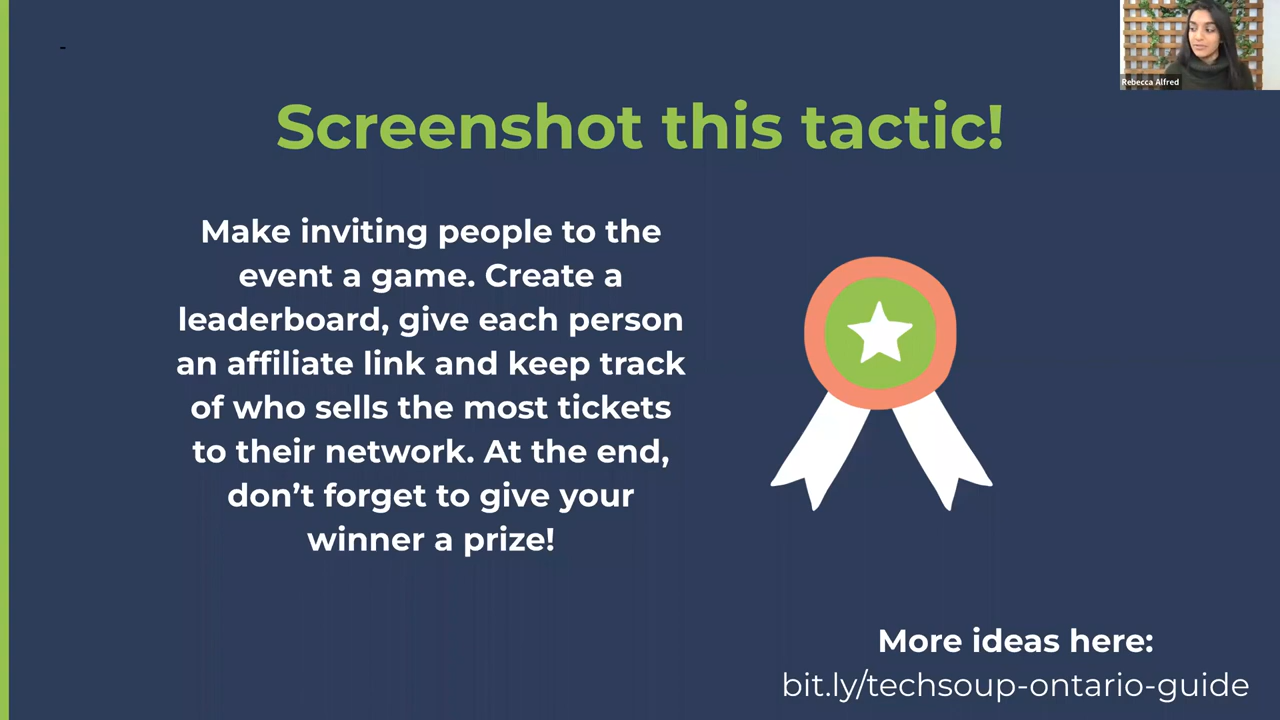 Rebecca Alfred
Screenshot this tactic!
Make inviting people to the
event a game. Create a
leaderboard, give each person
an affiliate link and keep track
of who sells the most tickets
to their network. At the end,
don’t forget to give your
winner a prize!
More ideas here:
bit.ly/techsoup-ontario-guide